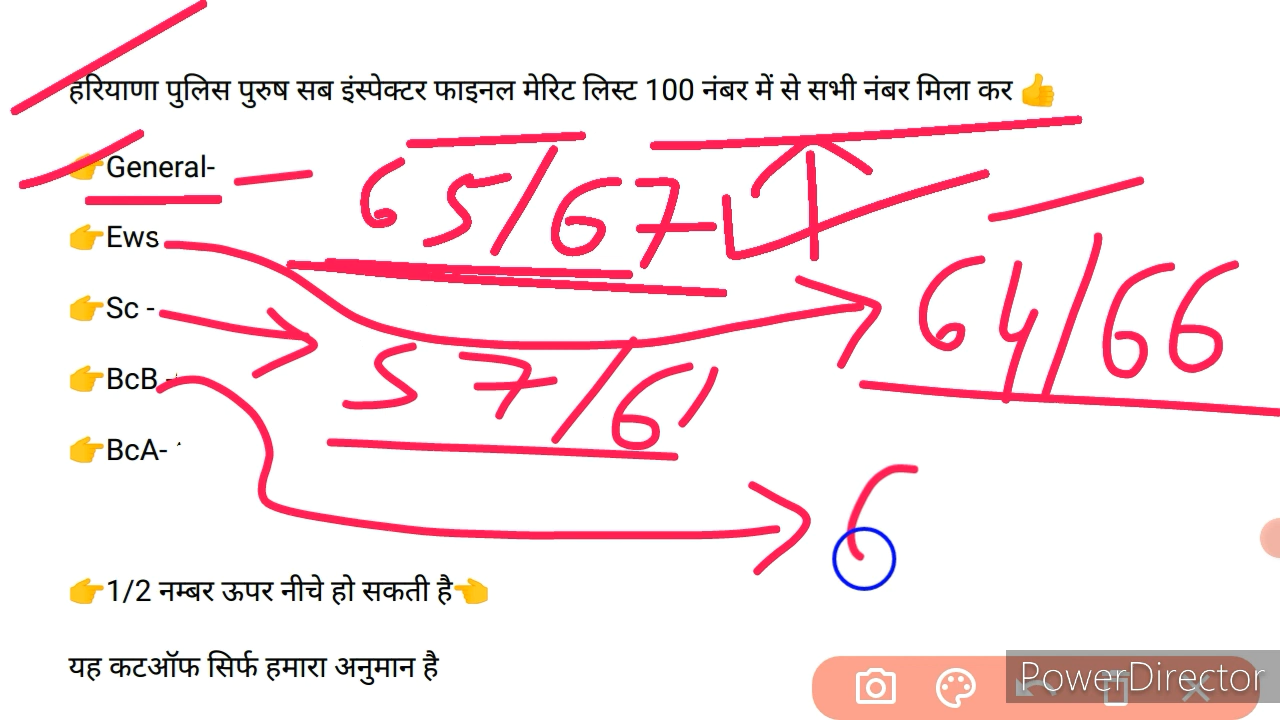 हरियाणा पुलिस पुरुष सब इंस्पेक्टर फाइनल मेरिट लिस्ट 100 नंबर में से सभी नंबर मिला कर 👍
👉General- 65/67
👉Ews 64/66
👉Sc - 57/61
👉BcB - 6
👉BcA-
👉1/2 नम्बर ऊपर नीचे हो सकती है👈
यह कटऑफ सिर्फ हमारा अनुमान है
PowerDirector